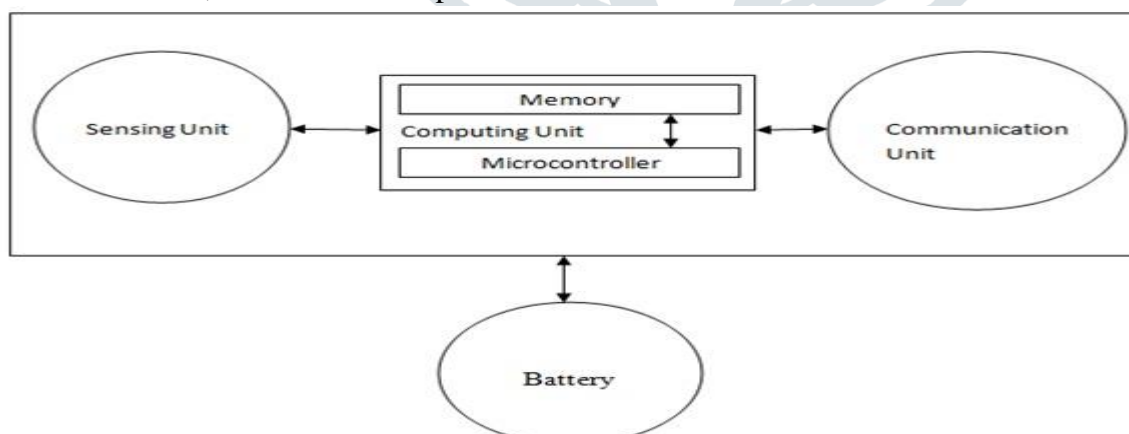 Memory
Sensing Unit
Computing Unit
Communication
Unit
Microcontroller
Battery